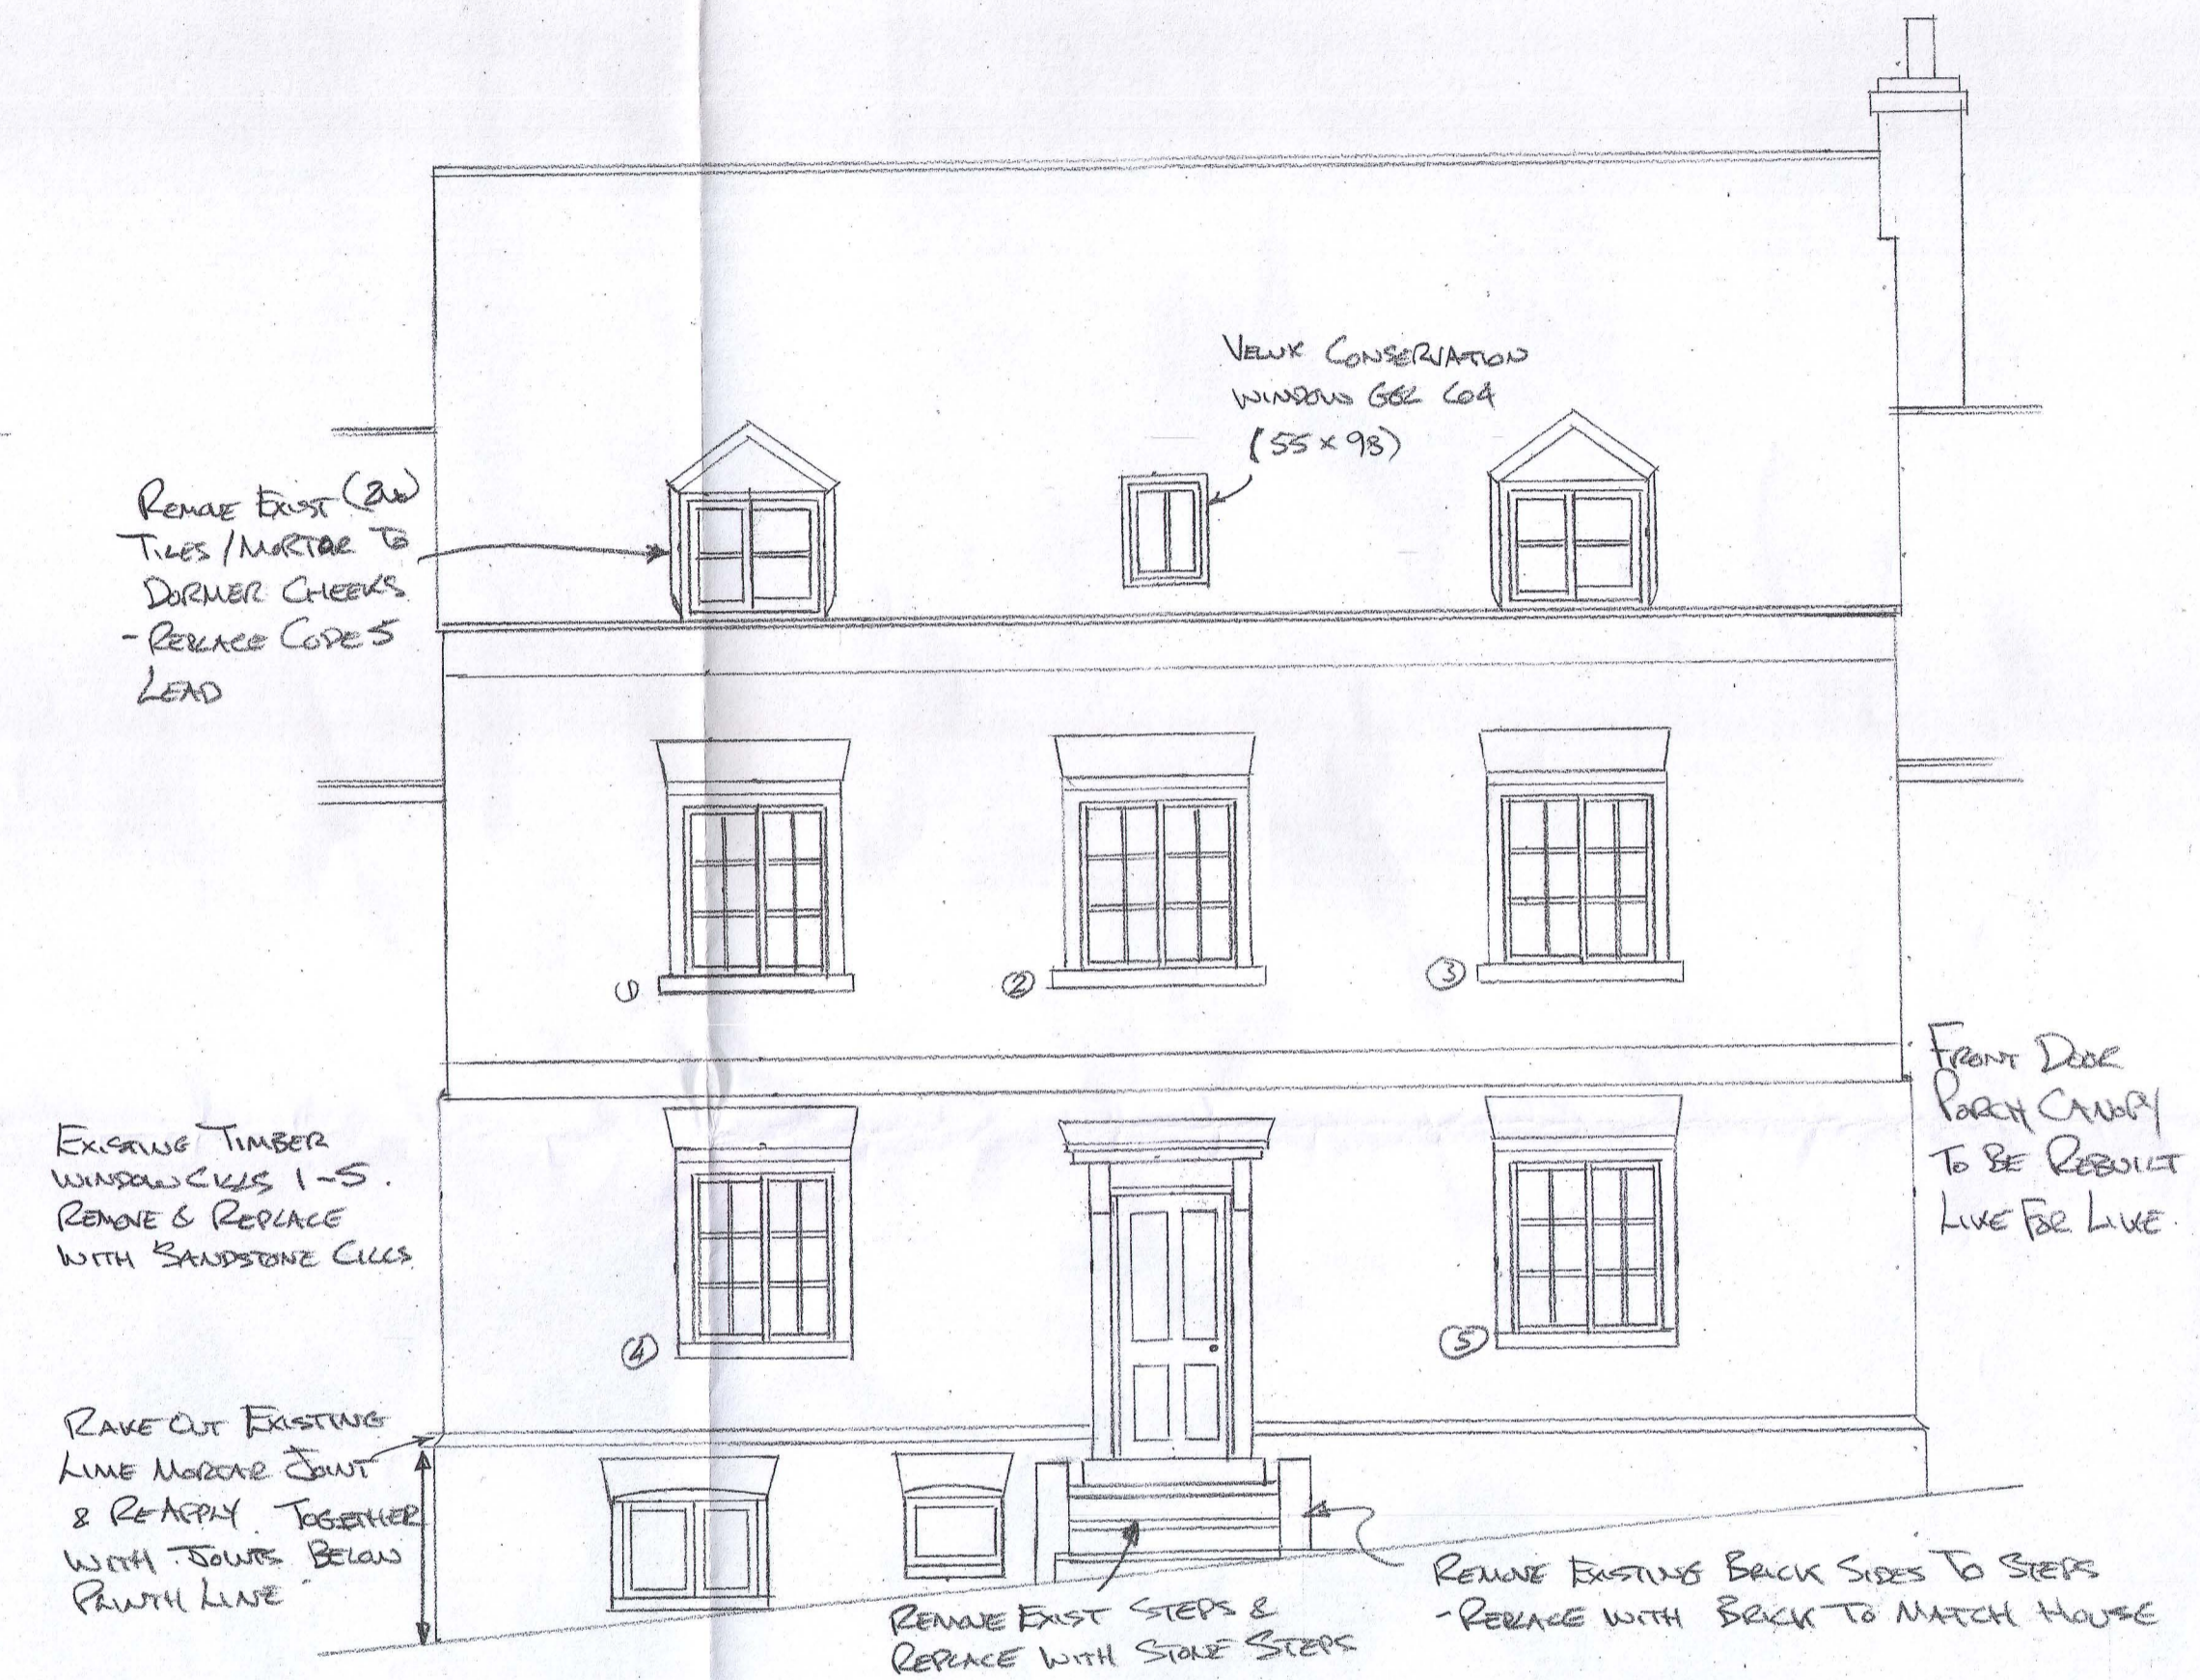 VELUX CONSERVATION
WINDOW GGL C04
(55 x 98)
REMOVE EXIST (2No)
TILES / MORTAR TO
DORMER CHEEKS
- REPLACE CODE 5
LEAD
1
2
3
FRONT DOOR
PORCH CANOPY
TO BE REBUILT
LIKE FOR LIKE.
EXISTING TIMBER
WINDOW CILLS 1-5.
REMOVE & REPLACE
WITH SANDSTONE CILLS
4
5
RAKE OUT EXISTING
LIME MORTAR JOINT
& REAPPLY. TOGETHER
WITH JOINTS BELOW
PLINTH LINE
REMOVE EXIST STEPS &
REPLACE WITH STONE STEPS
REMOVE EXISTING BRICK SIDES TO STEPS
- REPLACE WITH BRICK TO MATCH HOUSE